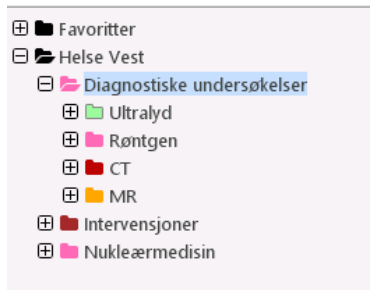 Favoritter
Helse Vest
Diagnostiske undersøkelser
Ultralyd
Røntgen
CT
MR
Intervensjoner
Nukleærmedisin